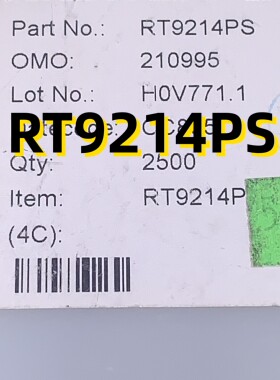 Part No.: RT9214PS
OMO: 210995
Lot No.: H0V771.1
RT9214PS
Qty: 2500
Item: RT9214P
(4C):